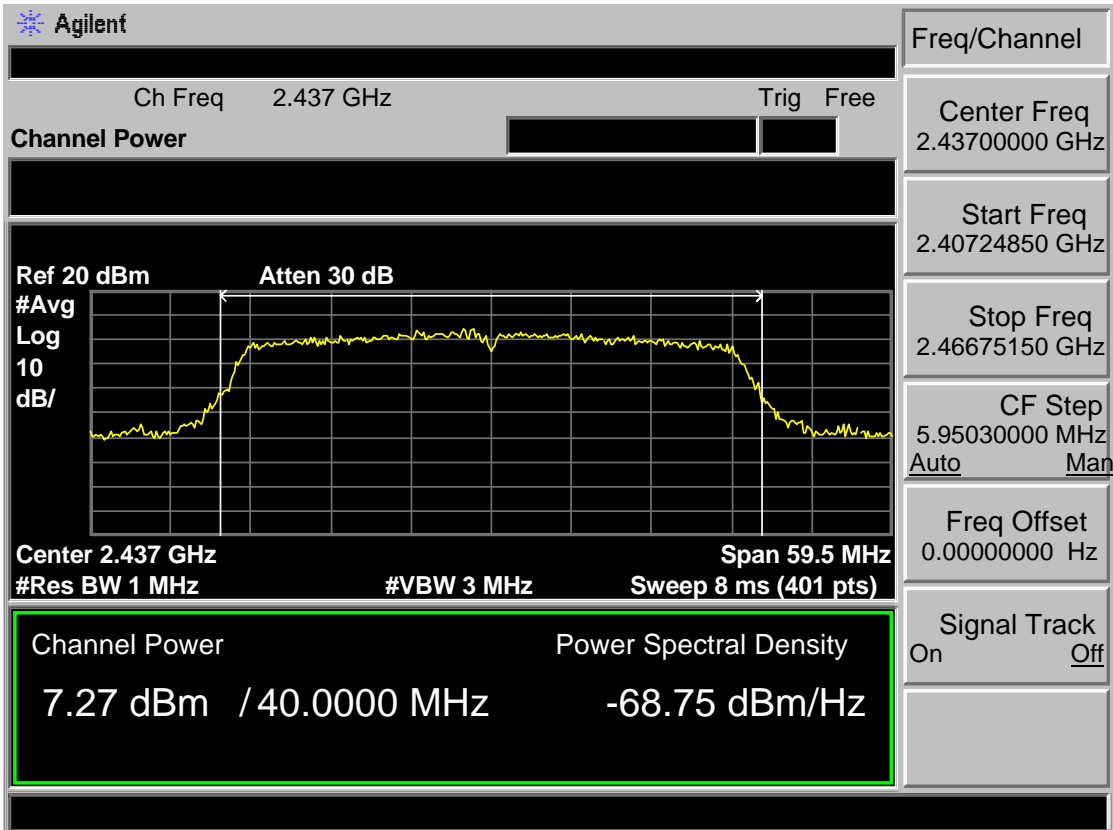 Agilent
Freq/Channel
Ch Freq 2.437 GHz Trig Free
Channel Power
Center Freq
2.43700000 GHz
Start Freq
2.40724850 GHz
Stop Freq
2.46675150 GHz
CF Step
5.95030000 MHz
Auto Man
Freq Offset
0.00000000 Hz
Signal Track
On Off
Ref 20 dBm Atten 30 dB
#Avg
Log
10
dB/
Center 2.437 GHz Span 59.5 MHz
#Res BW 1 MHz #VBW 3 MHz Sweep 8 ms (401 pts)
Channel Power Power Spectral Density
7.27 dBm / 40.0000 MHz -68.75 dBm/Hz